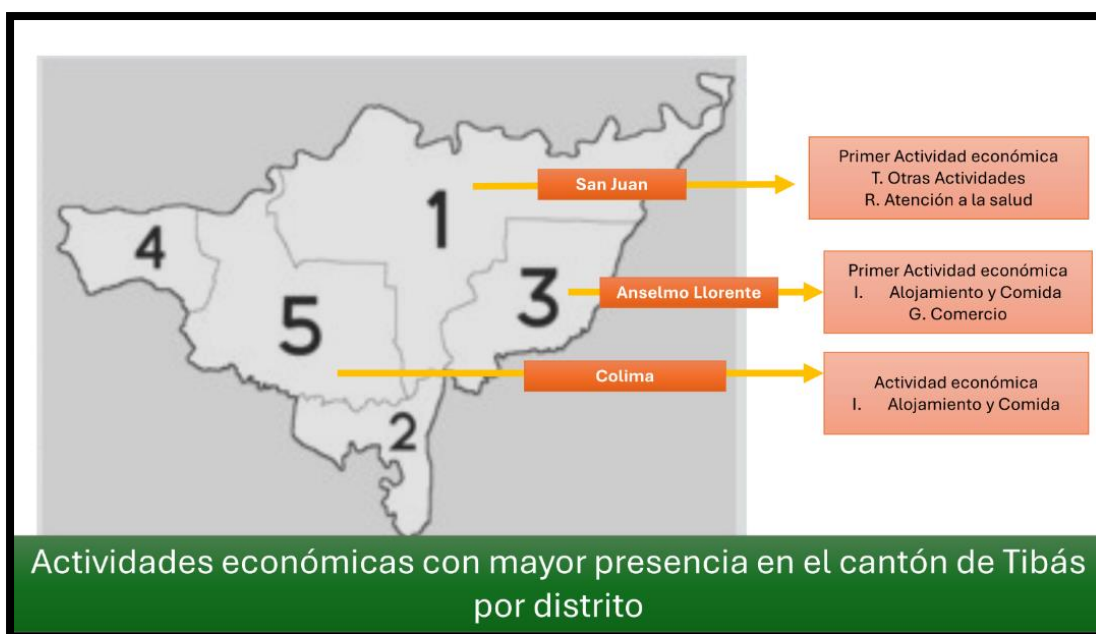 1
San Juan
Primer Actividad económica
T. Otras Actividades
R. Atención a la salud
4
3
Anselmo Llorente
Primer Actividad económica
I. Alojamiento y Comida
G. Comercio
5
Colima
Actividad económica
I. Alojamiento y Comida
2
Actividades económicas con mayor presencia en el cantón de Tibás
por distrito